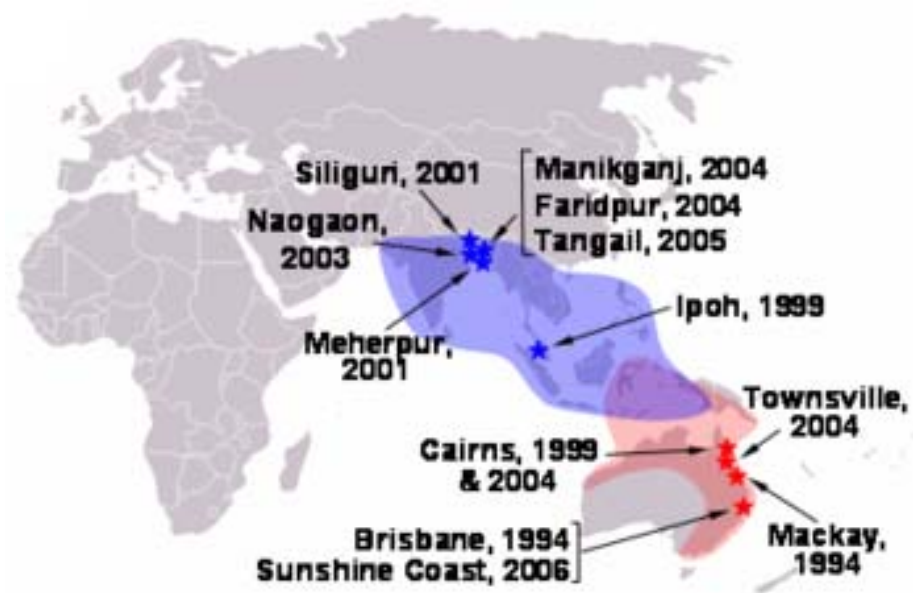 Siliguri, 2001
Manikganj, 2004
Faridpur, 2004
Tangail, 2005
Naogaon,
2003
Ipoh, 1999
Meherpur,
2001
Townsville,
2004
Cairns, 1999
& 2004
Brisbane, 1994
Sunshine Coast, 2006
Mackay,
1994